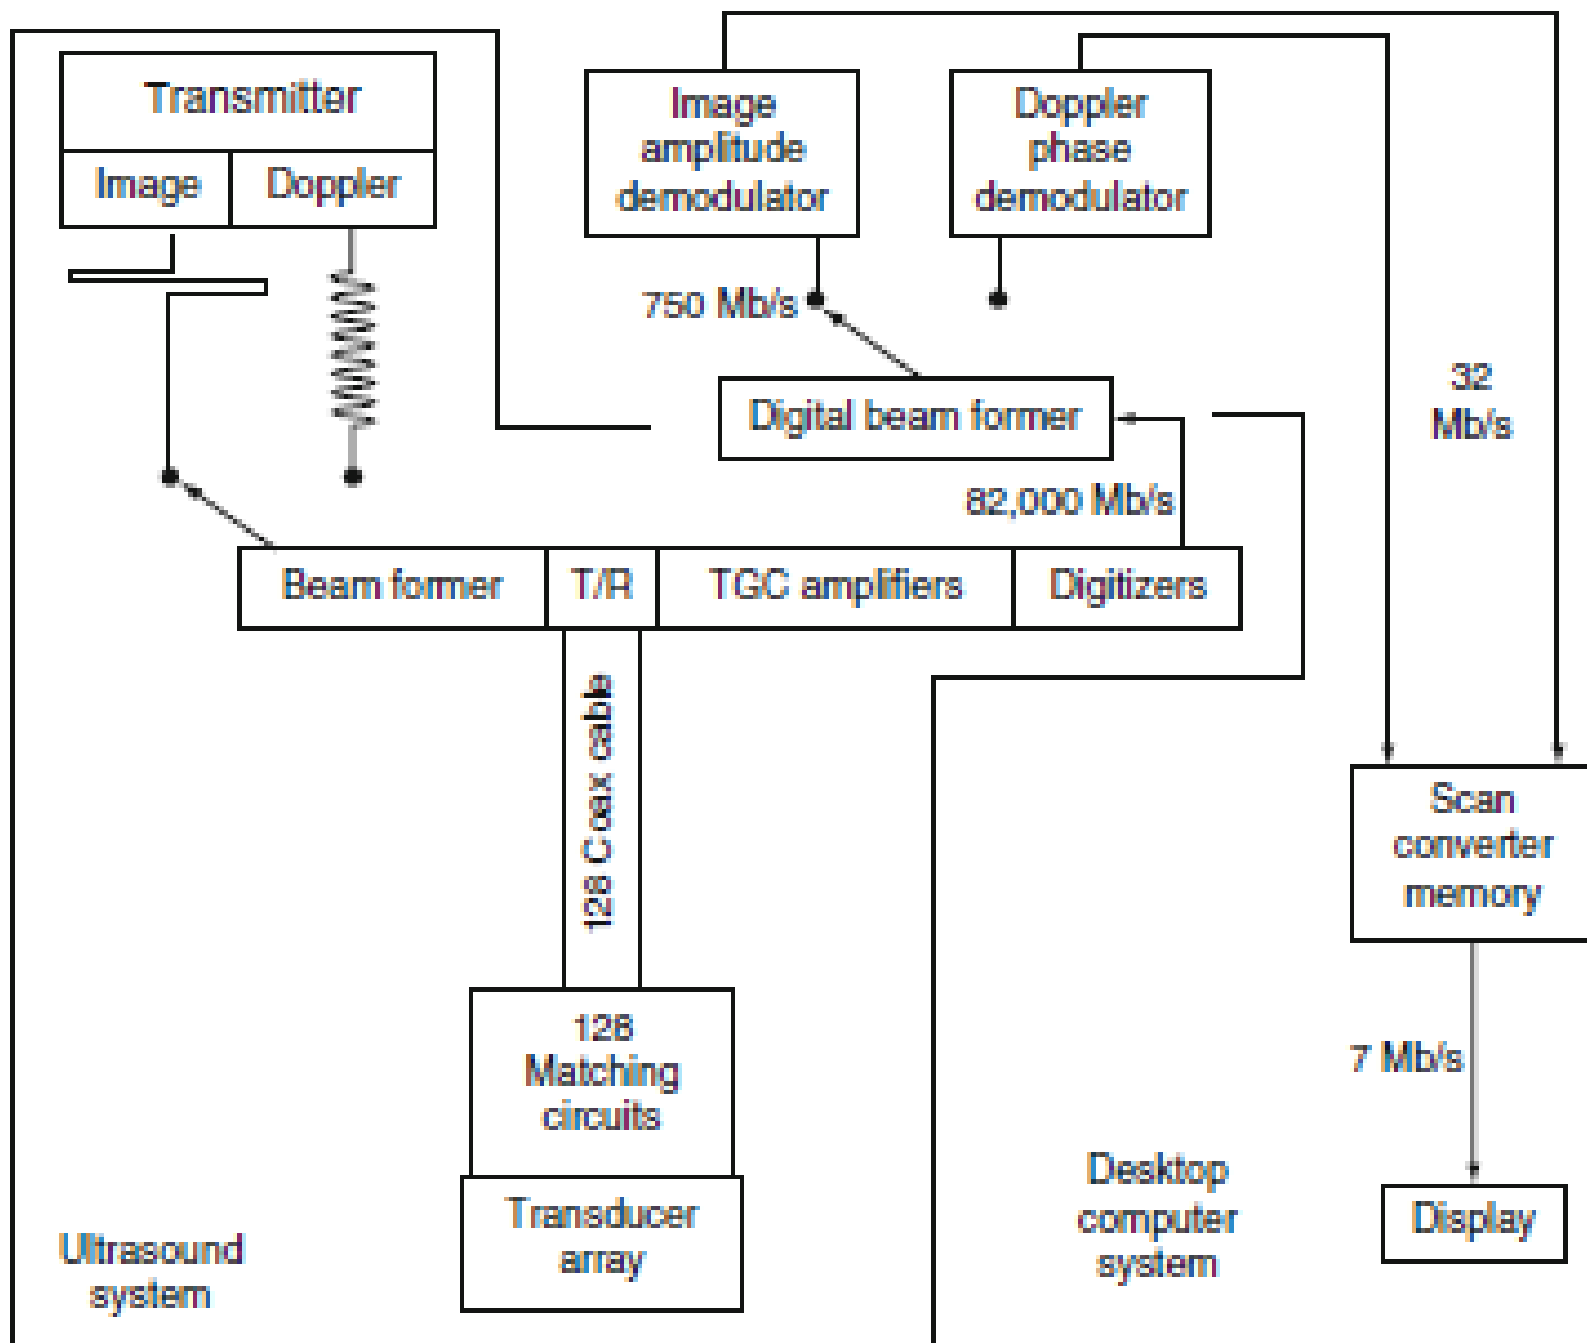 Transmitter
Image
Doppler
Image
amplitude
demodulator
Doppler
phase
demodulator
750 Mb/s
Digital beam former
32
Mb/s
82,000 Mb/s
Beam former
T/R
TGC amplifiers
Digitizers
128 Coax cable
Scan
converter
memory
128
Matching
circuits
7 Mb/s
Transducer
array
Ultrasound
system
Desktop
computer
system
Display